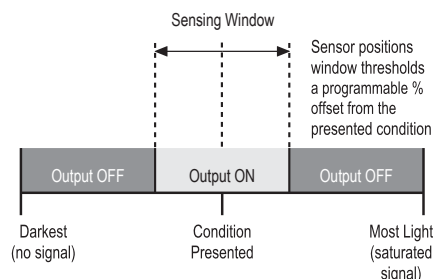 Sensing Window
Sensor positions
window thresholds
a programmable %
offset from the
presented condition
Output OFF
Output ON
Output OFF
Darkest
(no signal)
Condition
Presented
Most Light
(saturated
signal)